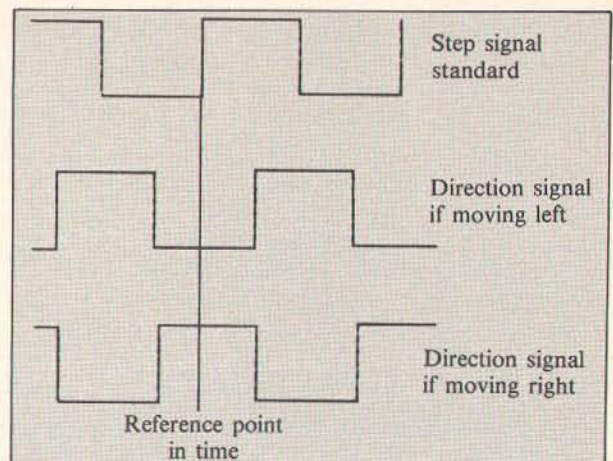 Step signal
standard
Direction signal
if moving left
Direction signal
if moving right
Reference point
in time